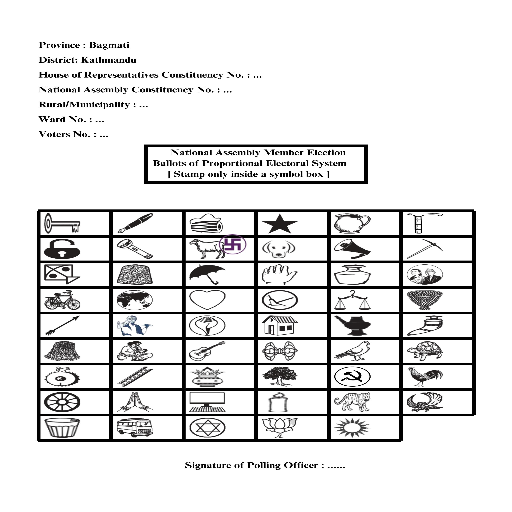 Province : Bagmati
District: Kathmandu
House of Representatives Constituency No. : ...
National Assembly Constituency No. : ...
Rural/Municipality : ...
Ward No. : ...
Voters No. : ...
National Assembly Member Election
Ballots of Proportional Electoral System
[ Stamp only inside a symbol box ]
Signature of Polling Officer : ......